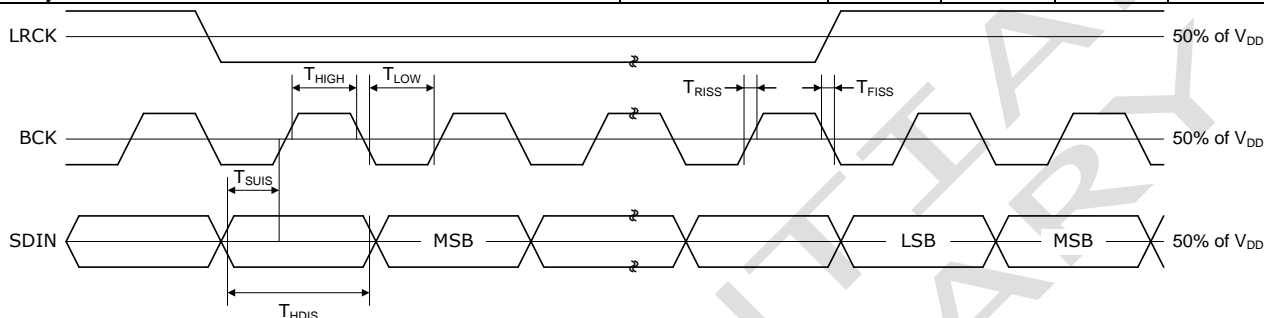 LRCK 50% of VDD
THIGH TLOW TRISS TFISS
BCK 50% of VDD
TSUIS
SDIN MSB LSB MSB 50% of VDD
THDIS